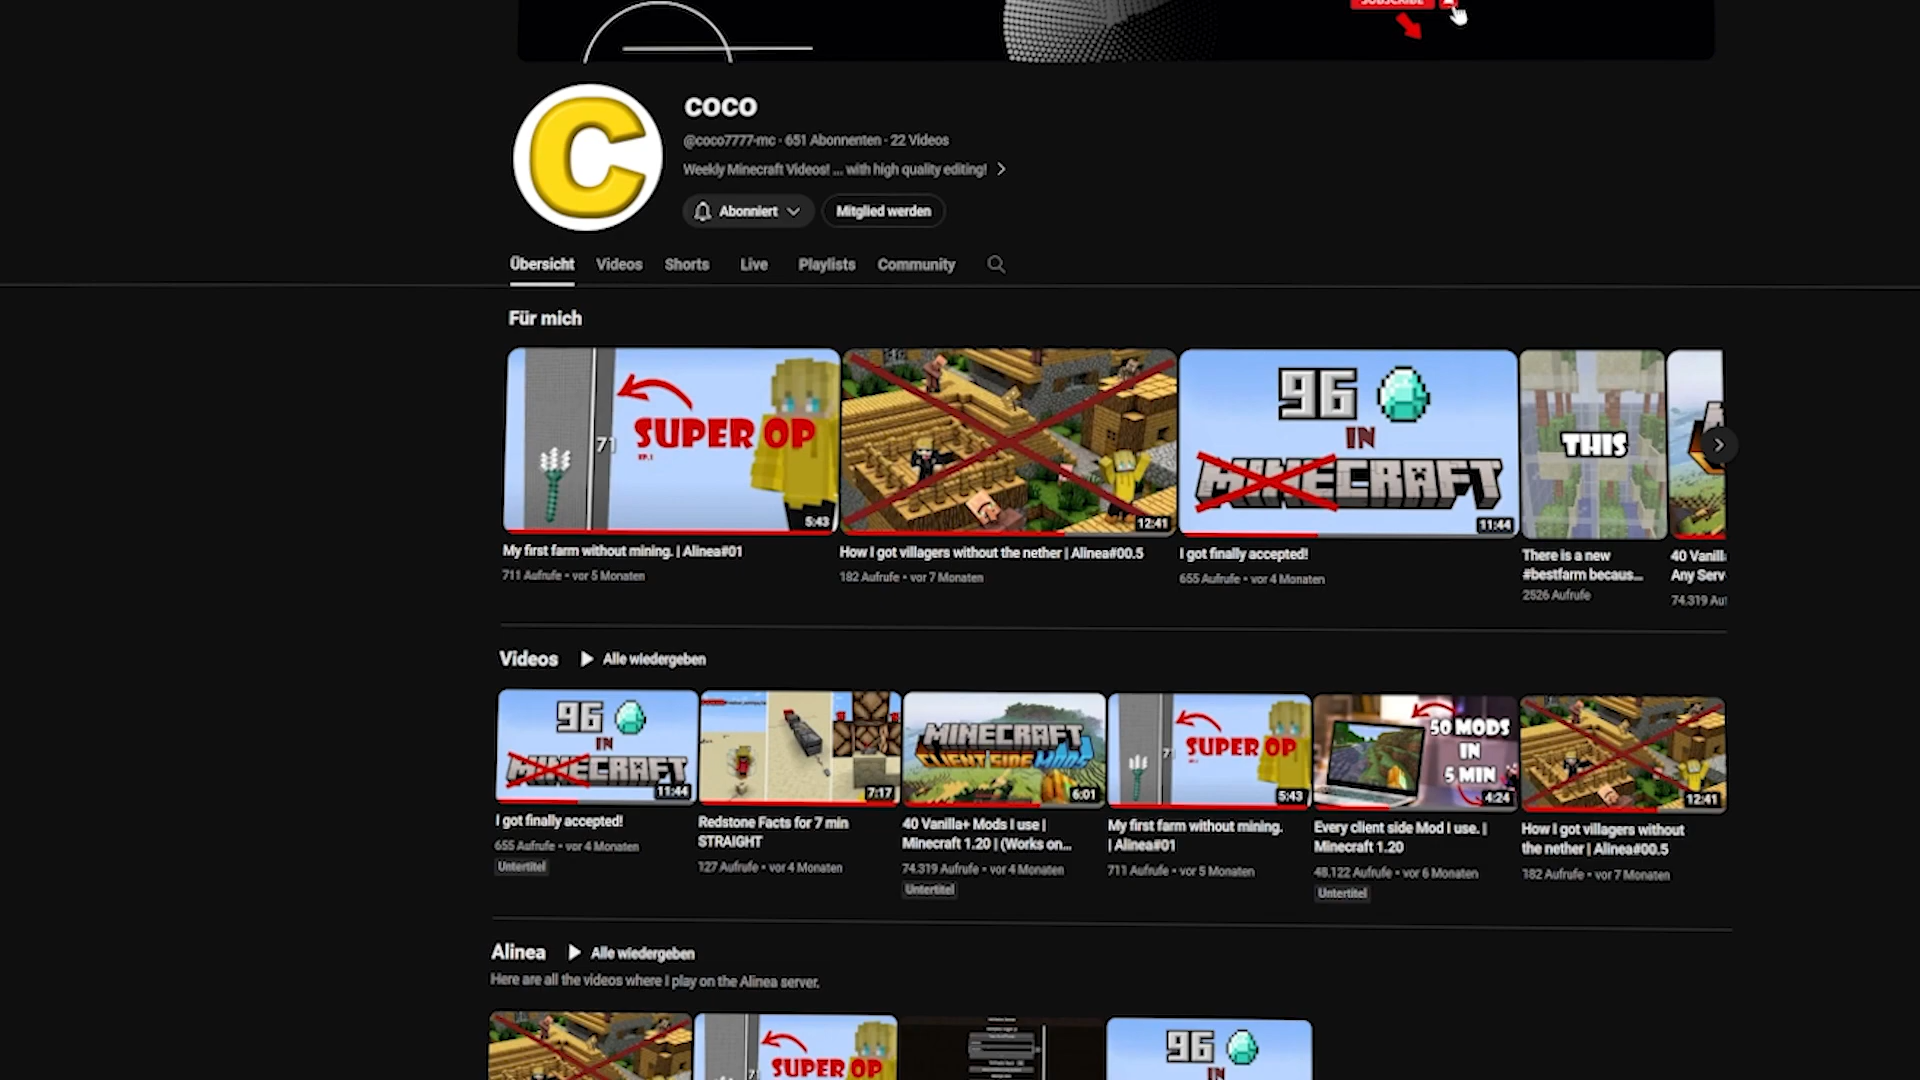 SUBSCRIBE
C
coco
@coco7777-mc · 651 Abonnenten · 22 Videos
Weekly Minecraft Videos! ... with high quality editing!
Abonniert
Mitglied werden
Übersicht
Videos
Shorts
Live
Playlists
Community
Für mich
71
SUPER OP
EP.1
5:43
12:41
96
IN
MINECRAFT
11:44
THIS
My first farm without mining. | Alinea#01
711 Aufrufe • vor 5 Monaten
How I got villagers without the nether | Alinea#00.5
182 Aufrufe • vor 7 Monaten
I got finally accepted!
655 Aufrufe • vor 4 Monaten
There is a new
#bestfarm becaus...
2526 Aufrufe
40 Vanill
Any Serv
74.319 Au
Videos
Alle wiedergeben
96
IN
MINECRAFT
11:44
7:17
MINECRAFT
CLIENT SIDE MODS
6:01
SUPER OP
5:43
50 MODS
IN
5 MIN
4:24
12:41
I got finally accepted!
655 Aufrufe • vor 4 Monaten
Untertitel
Redstone Facts for 7 min
STRAIGHT
127 Aufrufe • vor 4 Monaten
40 Vanilla+ Mods I use |
Minecraft 1.20 | (Works on...
74.319 Aufrufe • vor 4 Monaten
Untertitel
My first farm without mining.
| Alinea#01
711 Aufrufe • vor 5 Monaten
Every client side Mod I use. |
Minecraft 1.20
48.122 Aufrufe • vor 6 Monaten
Untertitel
How I got villagers without
the nether | Alinea#00.5
182 Aufrufe • vor 7 Monaten
Alinea
Alle wiedergeben
Here are all the videos where I play on the Alinea server.
SUPER OP
96
IN